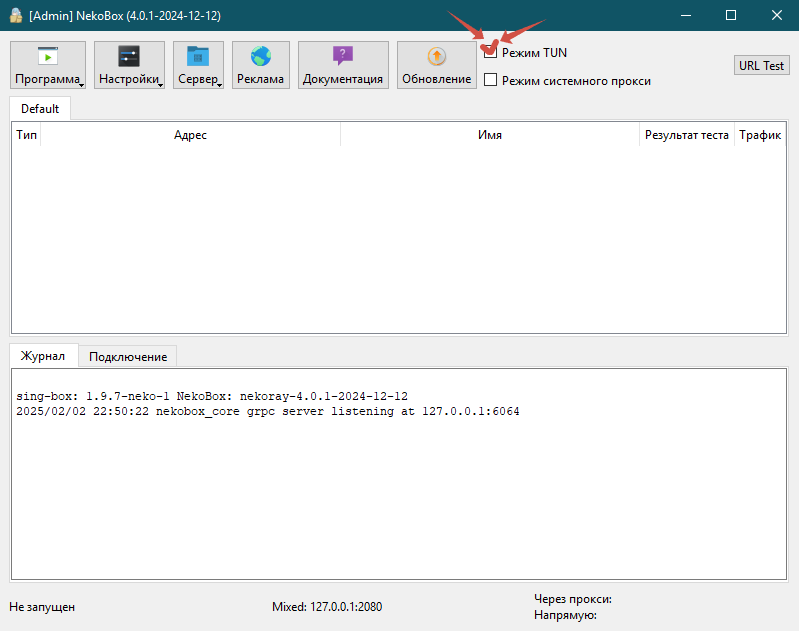 [Admin] NekoBox (4.0.1-2024-12-12)
Программа
Настройки
Сервер
Реклама
Документация
Обновление
Режим TUN
Режим системного прокси
URL Test
Default
Тип Адрес Имя Результат теста Трафик
Журнал Подключение
sing-box: 1.9.7-neko-1 NekoBox: nekoray-4.0.1-2024-12-12
2025/02/02 22:50:22 nekobox_core grpc server listening at 127.0.0.1:6064
Не запущен
Mixed: 127.0.0.1:2080
Через прокси:
Напрямую: